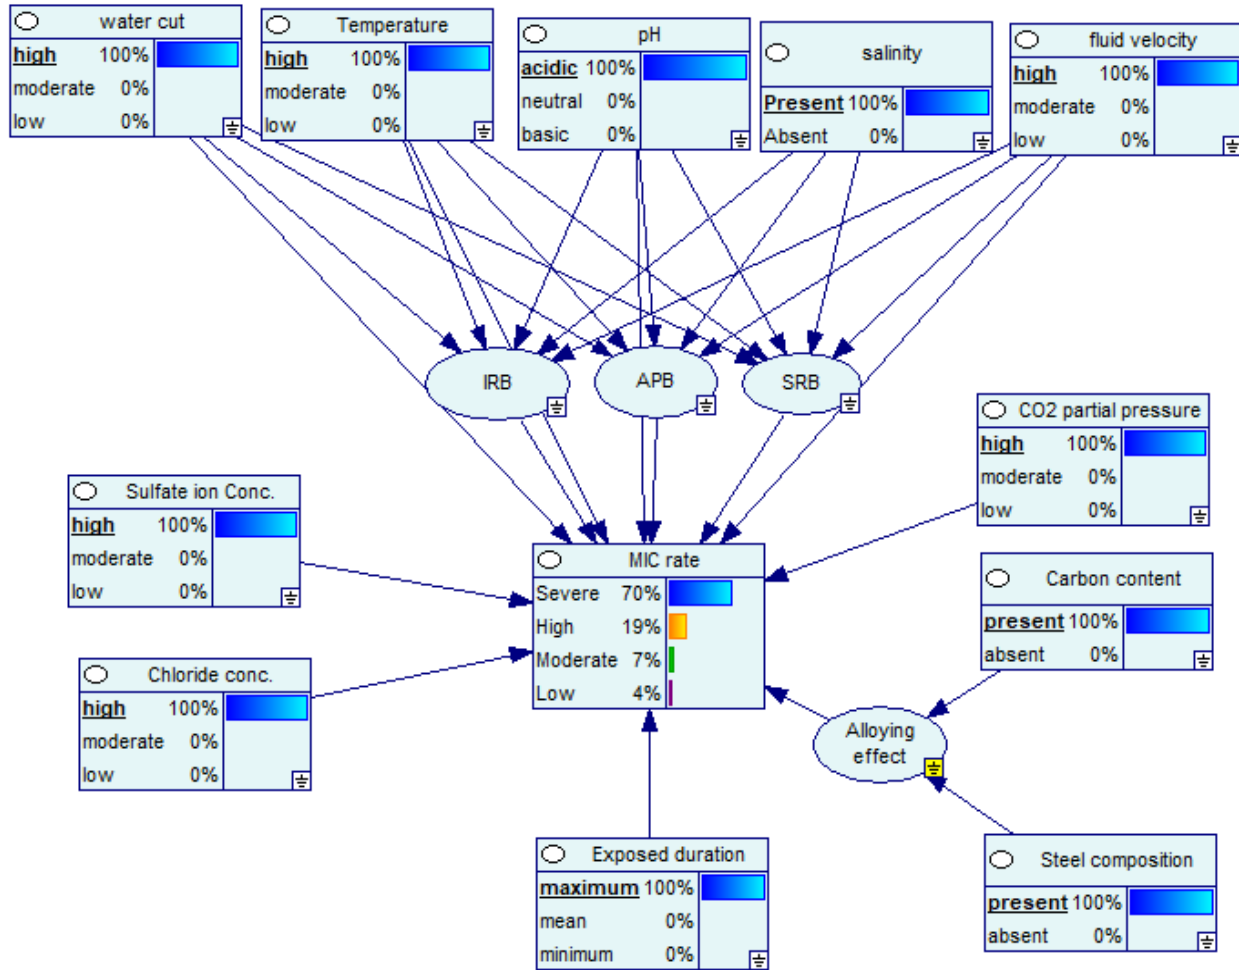 water cut
high 100%
moderate 0%
low 0%
Temperature
high 100%
moderate 0%
low 0%
pH
acidic 100%
neutral 0%
basic 0%
salinity
Present 100%
Absent 0%
fluid velocity
high 100%
moderate 0%
low 0%
IRB
APB
SRB
CO2 partial pressure
high 100%
moderate 0%
low 0%
Sulfate ion Conc.
high 100%
moderate 0%
low 0%
MIC rate
Severe 70%
High 19%
Moderate 7%
Low 4%
Carbon content
present 100%
absent 0%
Chloride conc.
high 100%
moderate 0%
low 0%
Alloying
effect
Exposed duration
maximum 100%
mean 0%
minimum 0%
Steel composition
present 100%
absent 0%